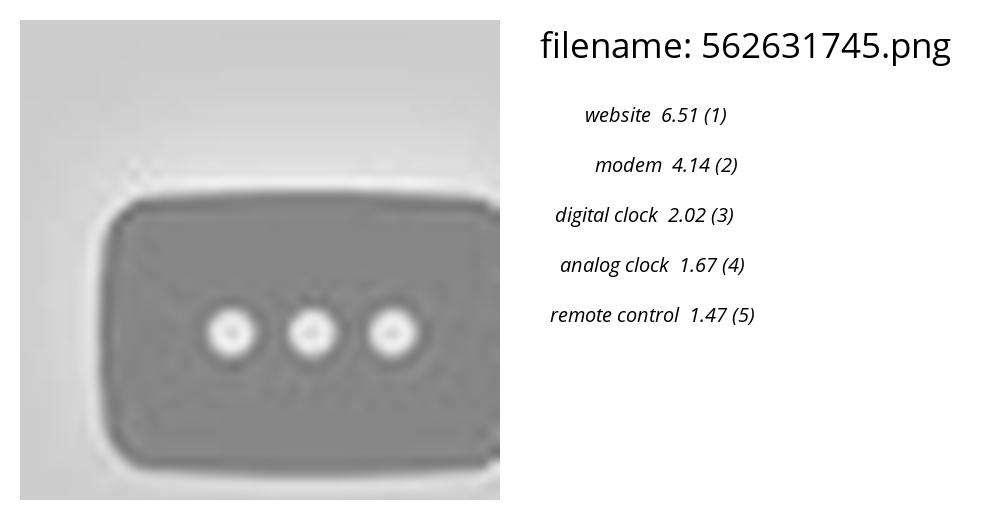 filename: 562631745.png
website 6.51 (1)
modem 4.14 (2)
digital clock 2.02 (3)
analog clock 1.67 (4)
remote control 1.47 (5)